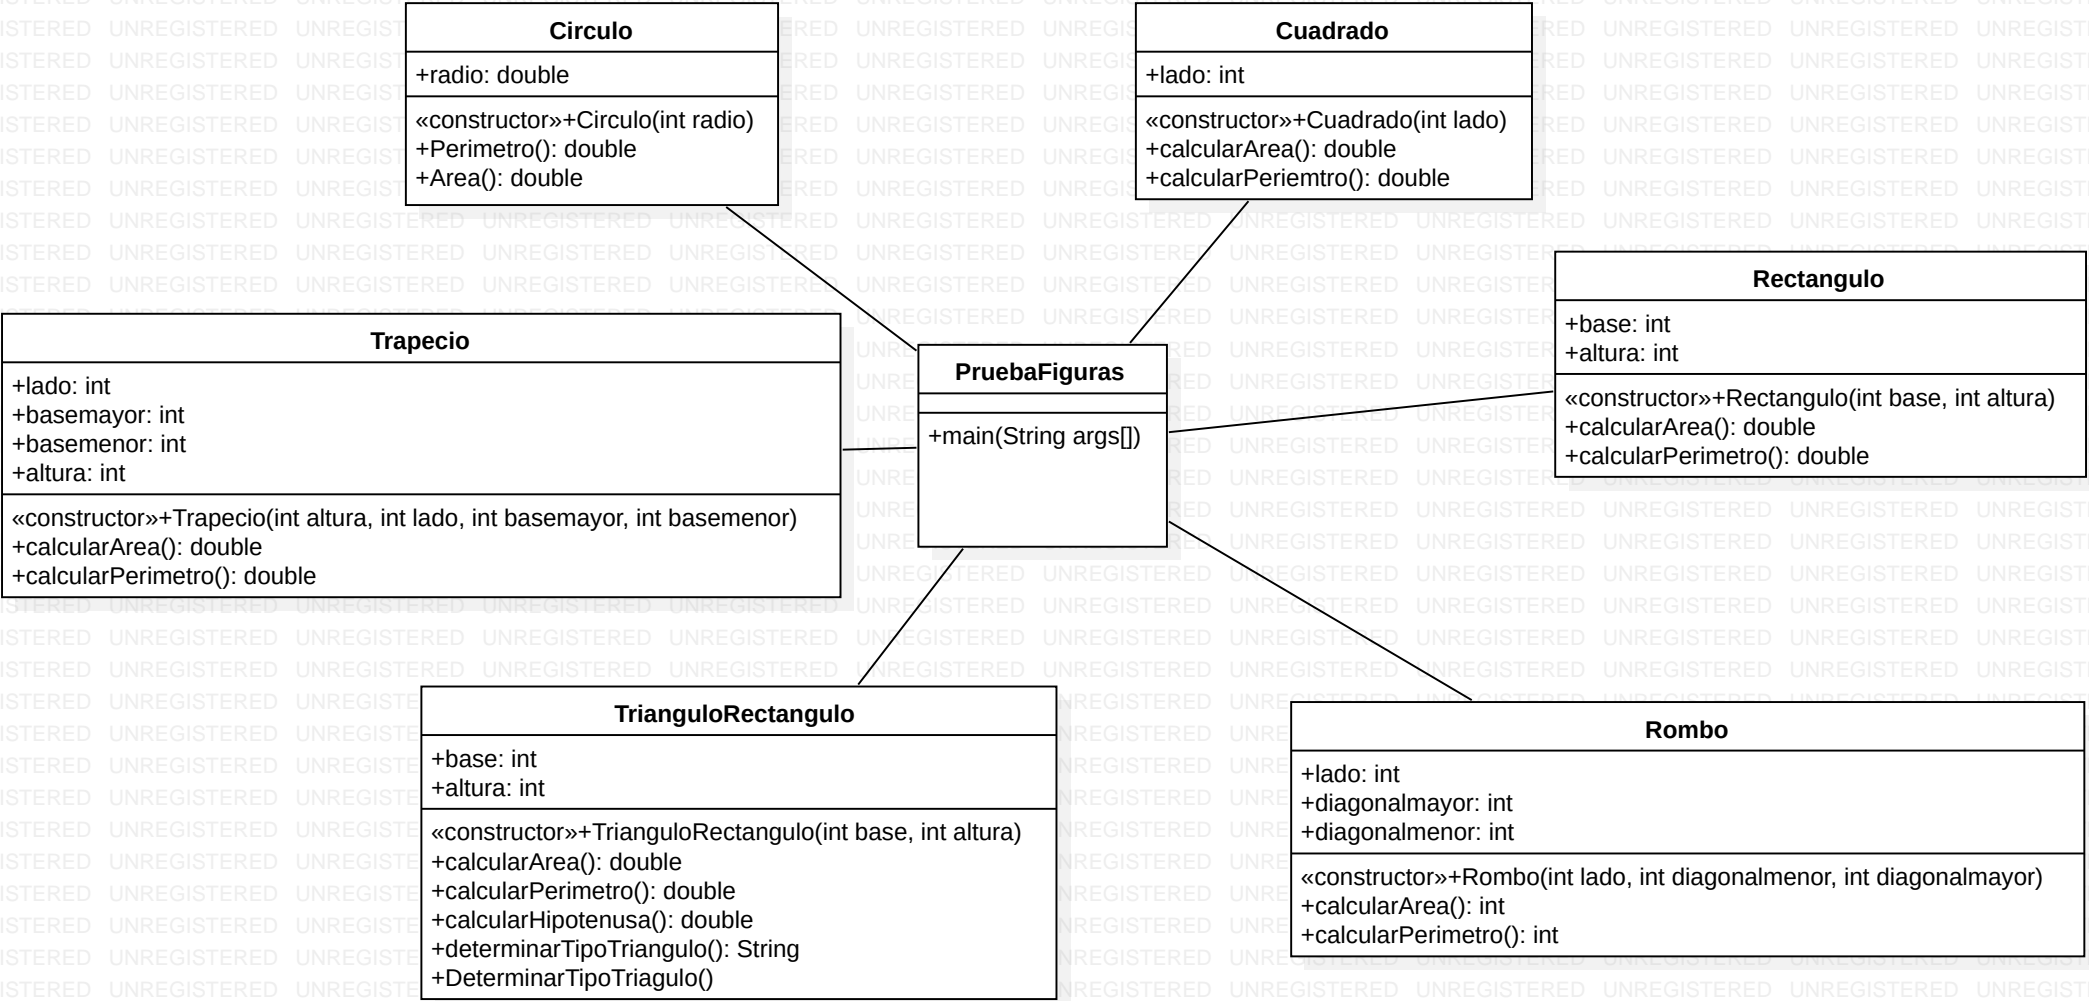 Circulo
+radio: double
«constructor»+Circulo(int radio)
+Perimetro(): double
+Area(): double
Cuadrado
+lado: int
«constructor»+Cuadrado(int lado)
+calcularArea(): double
+calcularPeriemtro(): double
Rectangulo
+base: int
+altura: int
«constructor»+Rectangulo(int base, int altura)
+calcularArea(): double
+calcularPerimetro(): double
Trapecio
+lado: int
+basemayor: int
+basemenor: int
+altura: int
«constructor»+Trapecio(int altura, int lado, int basemayor, int basemenor)
+calcularArea(): double
+calcularPerimetro(): double
PruebaFiguras
+main(String args[])
TrianguloRectangulo
+base: int
+altura: int
«constructor»+TrianguloRectangulo(int base, int altura)
+calcularArea(): double
+calcularPerimetro(): double
+calcularHipotenusa(): double
+determinarTipoTriangulo(): String
+DeterminarTipoTriagulo()
Rombo
+lado: int
+diagonalmayor: int
+diagonalmenor: int
«constructor»+Rombo(int lado, int diagonalmenor, int diagonalmayor)
+calcularArea(): int
+calcularPerimetro(): int
UNREGISTERED